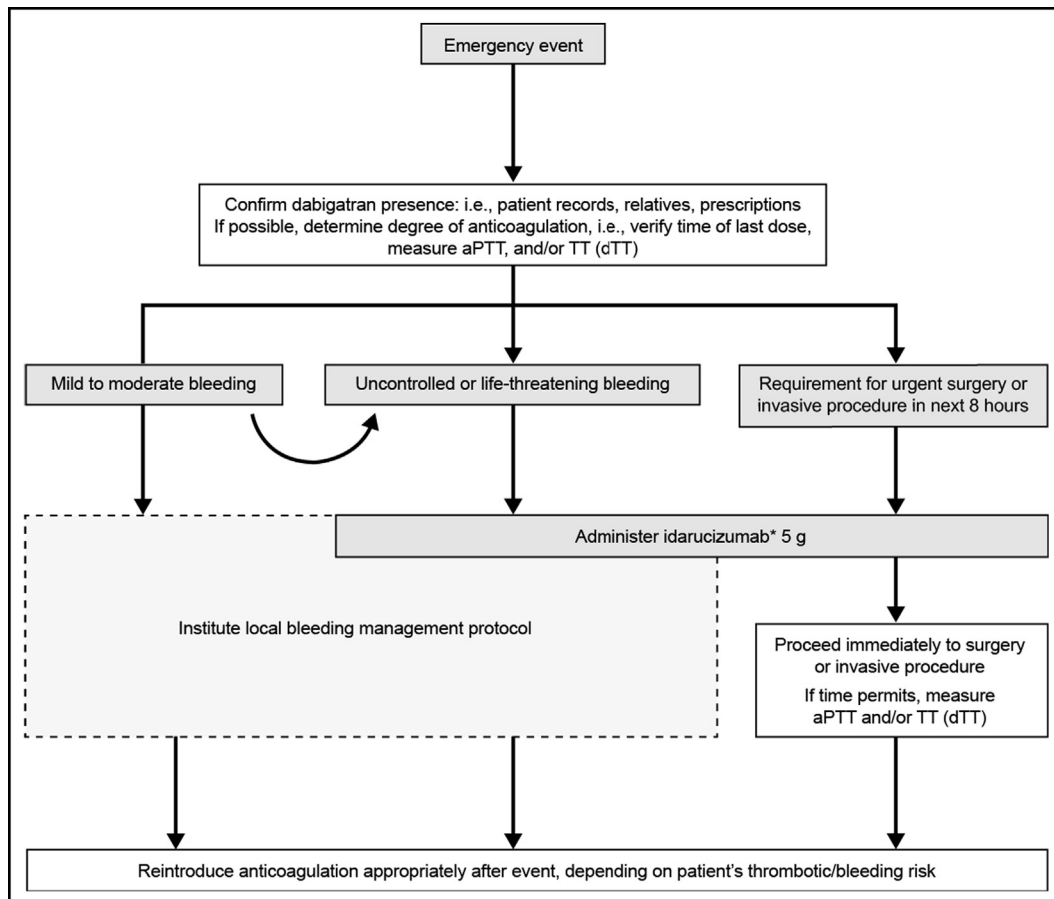 Emergency event
Confirm dabigatran presence: i.e., patient records, relatives, prescriptions
If possible, determine degree of anticoagulation, i.e., verify time of last dose,
measure aPTT, and/or TT (dTT)
Mild to moderate bleeding
Uncontrolled or life-threatening bleeding
Requirement for urgent surgery or
invasive procedure in next 8 hours
Administer idarucizumab* 5 g
Institute local bleeding management protocol
Proceed immediately to surgery
or invasive procedure
If time permits, measure
aPTT and/or TT (dTT)
Reintroduce anticoagulation appropriately after event, depending on patient's thrombotic/bleeding risk